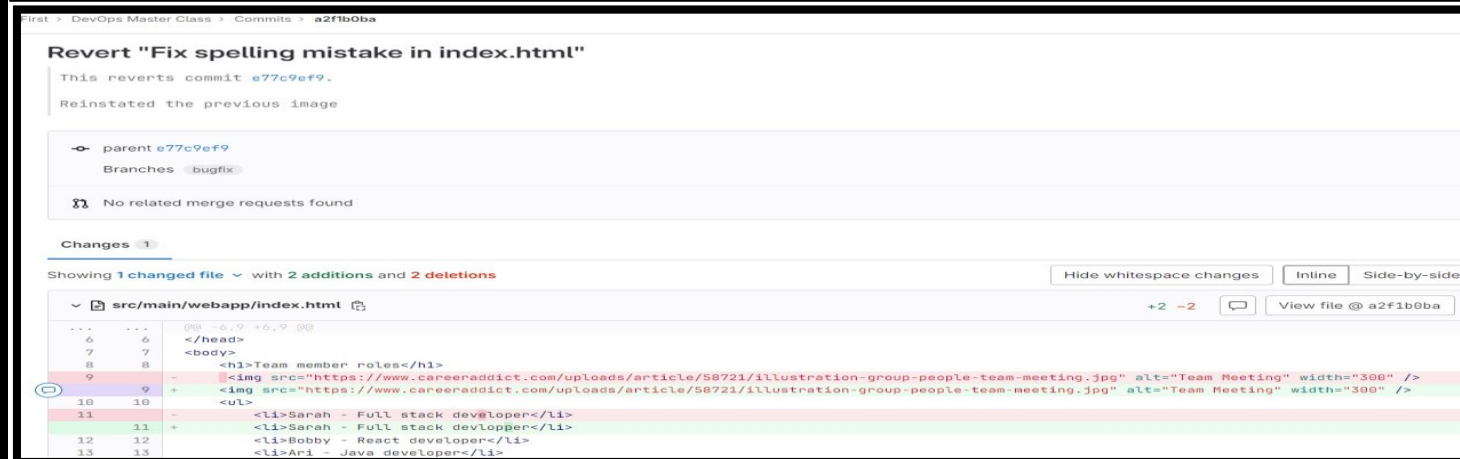 First > DevOps Master Class > Commits > a2f1b0ba
Revert "Fix spelling mistake in index.html"
This reverts commit e77c9ef9.
Reinstated the previous image
parent e77c9ef9
Branches bugfix
No related merge requests found
Changes 1
Showing 1 changed file with 2 additions and 2 deletions Hide whitespace changes Inline Side-by-side
src/main/webapp/index.html +2 −2 View file @ a2f1b0ba
... ... @@ -6,9 +6,9 @@
6 6 </head>
7 7 <body>
8 8 <h1>Team member roles</h1>
9 - <img src="https://www.careeraddict.com/uploads/article/58721/illustration-group-people-team-meeting.jpg" alt="Team Meeting" width="300" />
9 + <img src="https://www.careeraddict.com/uploads/article/58721/illustration-group-people-team-meeting.jpg" alt="Team Meeting" width="300" />
10 10 <ul>
11 - <li>Sarah - Full stack developer</li>
11 + <li>Sarah - Full stack devlopper</li>
12 12 <li>Bobby - React developer</li>
13 13 <li>Ari - Java developer</li>